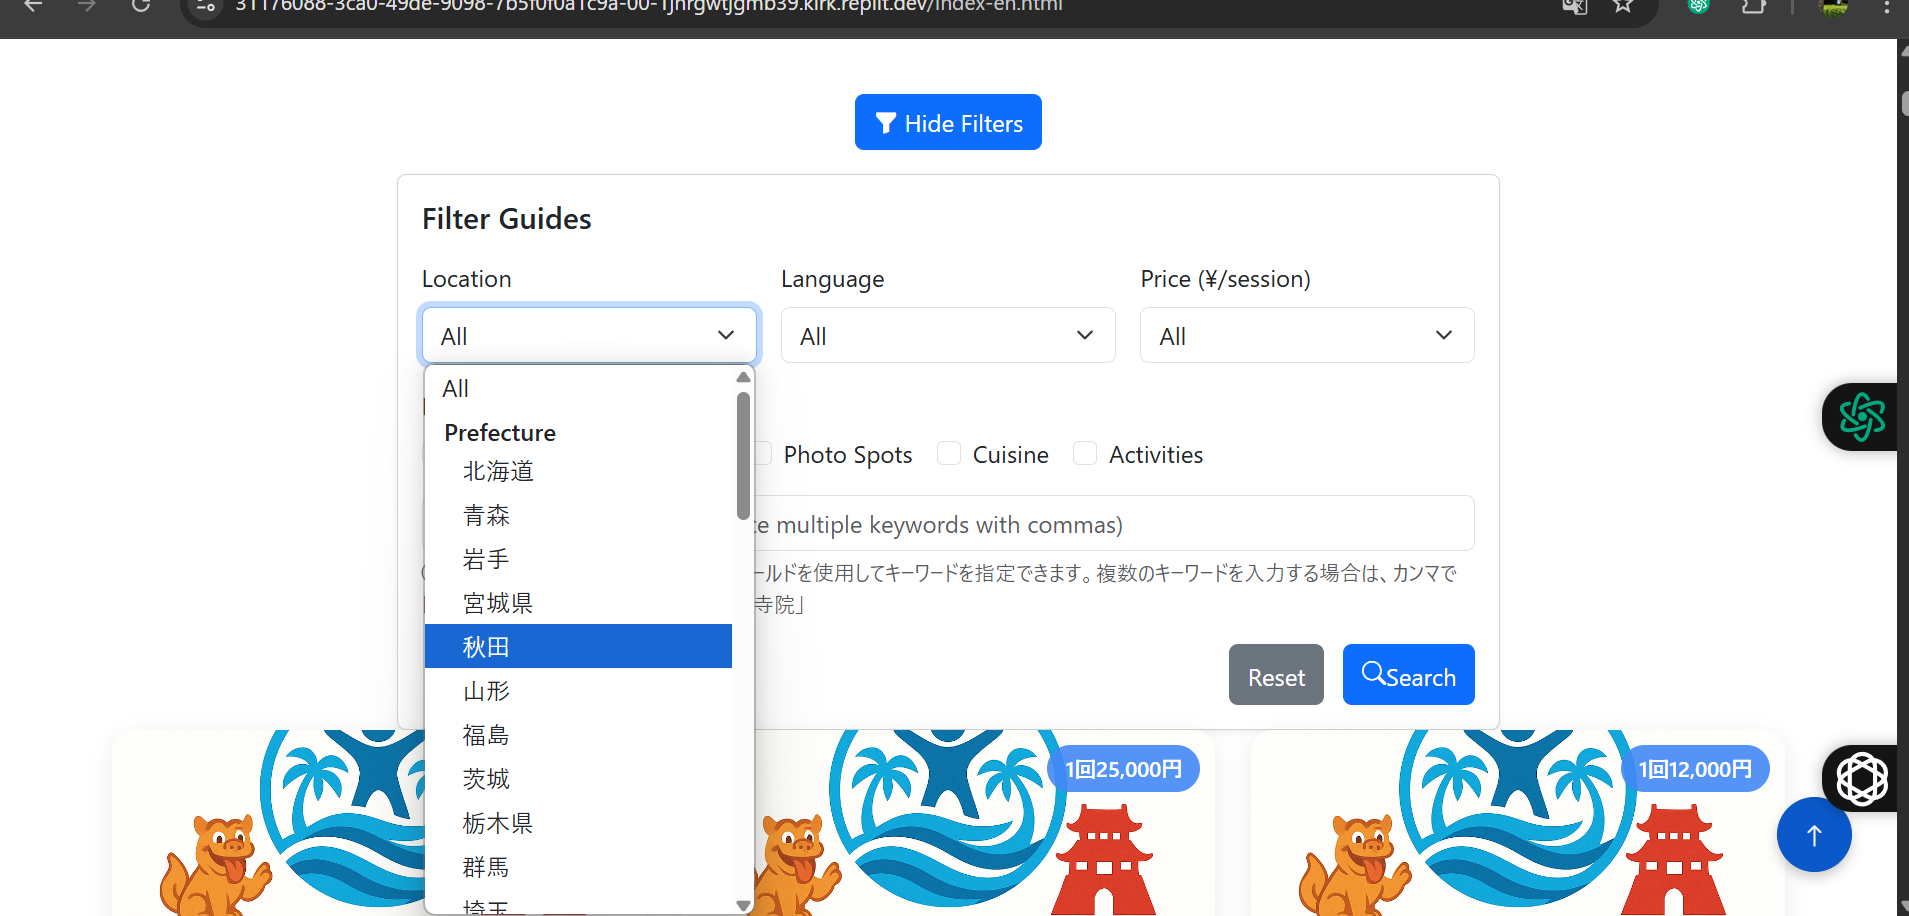 31176088-3ca0-49de-9098-7b5f0f0a1c9a-00-1jnrgwtjgmb39.kirk.replit.dev/index-en.html
Hide Filters
Filter Guides
Location
Language
Price (¥/session)
All
All
All
All
Prefecture
北海道
青森
岩手
宮城県
秋田
山形
福島
茨城
栃木県
群馬
埼玉
Photo Spots
Cuisine
Activities
multiple keywords with commas)
ールドを使用してキーワードを指定できます。複数のキーワードを入力する場合は、カンマで
寺院」
Reset
Search
1回25,000円
1回12,000円